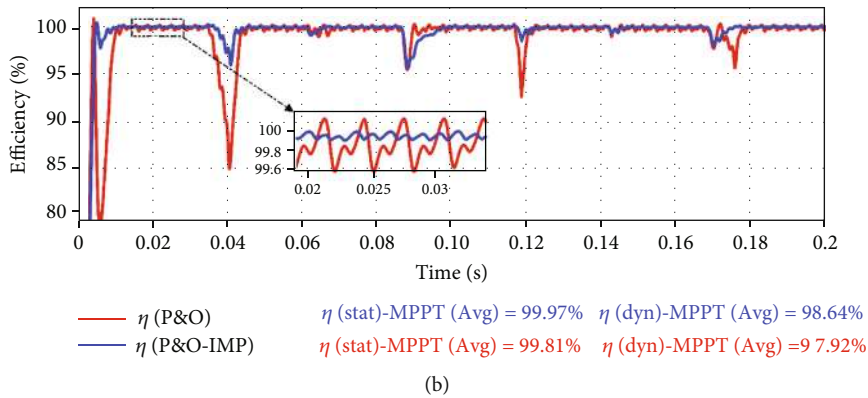 100
95
90
85
80
Efficiency (%)
100
99.8
99.6
0.02 0.025 0.03
0 0.02 0.04 0.06 0.08 0.10 0.12 0.14 0.16 0.18 0.2
Time (s)
η (P&O) η (stat)-MPPT (Avg) = 99.97% η (dyn)-MPPT (Avg) = 98.64%
η (P&O-IMP) η (stat)-MPPT (Avg) = 99.81% η (dyn)-MPPT (Avg) =9 7.92%
(b)